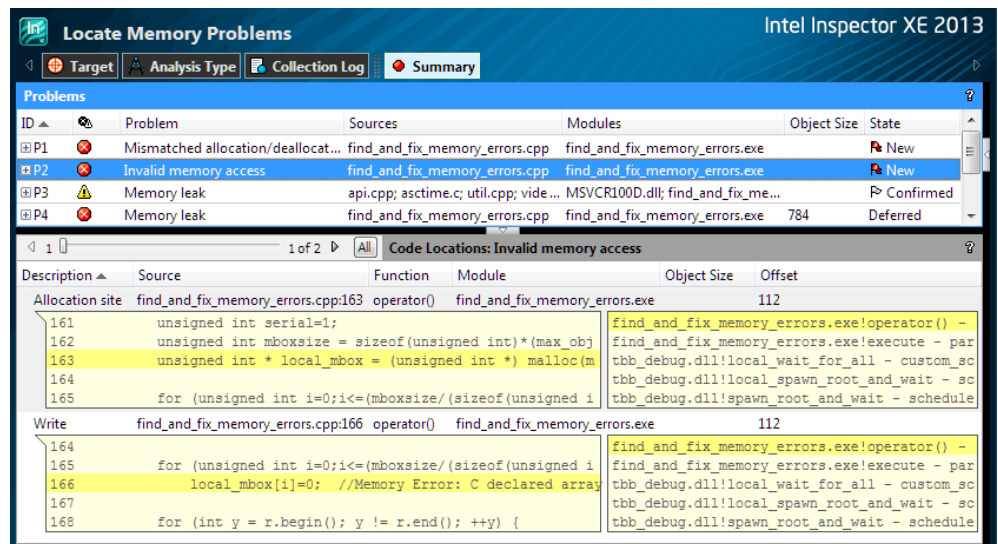 Intel Inspector XE 2013
Locate Memory Problems
Target Analysis Type Collection Log Summary
Problems ?
ID Problem Sources Modules Object Size State
P1 Mismatched allocation/deallocat... find_and_fix_memory_errors.cpp find_and_fix_memory_errors.exe New
P2 Invalid memory access find_and_fix_memory_errors.cpp find_and_fix_memory_errors.exe New
P3 Memory leak api.cpp; asctime.c; util.cpp; vide... MSVCR100D.dll; find_and_fix_me... Confirmed
P4 Memory leak find_and_fix_memory_errors.cpp find_and_fix_memory_errors.exe 784 Deferred
1 1 of 2 All Code Locations: Invalid memory access ?
Description Source Function Module Object Size Offset
Allocation site find_and_fix_memory_errors.cpp:163 operator() find_and_fix_memory_errors.exe 112
161 unsigned int serial=1; find_and_fix_memory_errors.exe!operator() -
162 unsigned int mboxsize = sizeof(unsigned int)*(max_obj find_and_fix_memory_errors.exe!execute - par
163 unsigned int * local_mbox = (unsigned int *) malloc(m tbb_debug.dll!local_wait_for_all - custom_sc
164 tbb_debug.dll!local_spawn_root_and_wait - sc
165 for (unsigned int i=0;i<=(mboxsize/(sizeof(unsigned i tbb_debug.dll!spawn_root_and_wait - schedule
Write find_and_fix_memory_errors.cpp:166 operator() find_and_fix_memory_errors.exe 112
164 find_and_fix_memory_errors.exe!operator() -
165 for (unsigned int i=0;i<=(mboxsize/(sizeof(unsigned i find_and_fix_memory_errors.exe!execute - par
166 local_mbox[i]=0; //Memory Error: C declared array tbb_debug.dll!local_wait_for_all - custom_sc
167 tbb_debug.dll!local_spawn_root_and_wait - sc
168 for (int y = r.begin(); y != r.end(); ++y) { tbb_debug.dll!spawn_root_and_wait - schedule